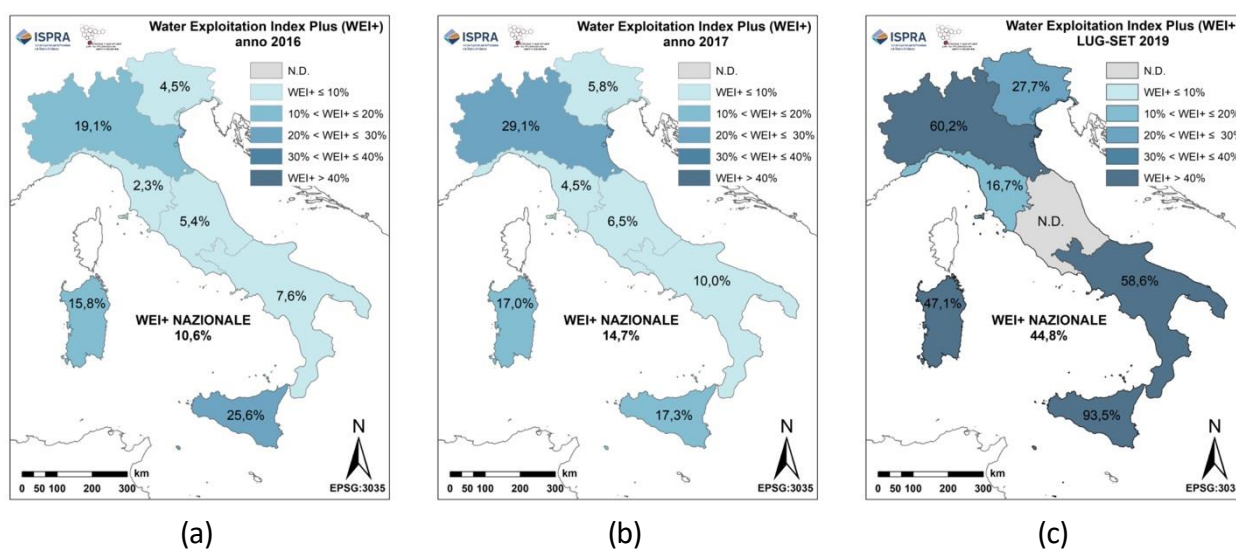 Water Exploitation Index Plus (WEI+)
anno 2016
ISPRA
N.D.
WEI+ ≤ 10%
10% < WEI+ ≤ 20%
20% < WEI+ ≤ 30%
30% < WEI+ ≤ 40%
WEI+ > 40%
4,5%
19,1%
2,3%
5,4%
7,6%
15,8%
WEI+ NAZIONALE
10,6%
25,6%
N
km
0 50 100 200 300
EPSG:3035
(a)
Water Exploitation Index Plus (WEI+)
anno 2017
ISPRA
N.D.
WEI+ ≤ 10%
10% < WEI+ ≤ 20%
20% < WEI+ ≤ 30%
30% < WEI+ ≤ 40%
WEI+ > 40%
5,8%
29,1%
4,5%
6,5%
10,0%
17,0%
WEI+ NAZIONALE
14,7%
17,3%
N
km
0 50 100 200 300
EPSG:3035
(b)
Water Exploitation Index Plus (WEI+
LUG-SET 2019
ISPRA
N.D.
WEI+ ≤ 10%
10% < WEI+ ≤ 20%
20% < WEI+ ≤ 30%
30% < WEI+ ≤ 40%
WEI+ > 40%
27,7%
60,2%
16,7%
N.D.
58,6%
47,1%
WEI+ NAZIONALE
44,8%
93,5%
N
km
0 50 100 200 300
EPSG:303
(c)